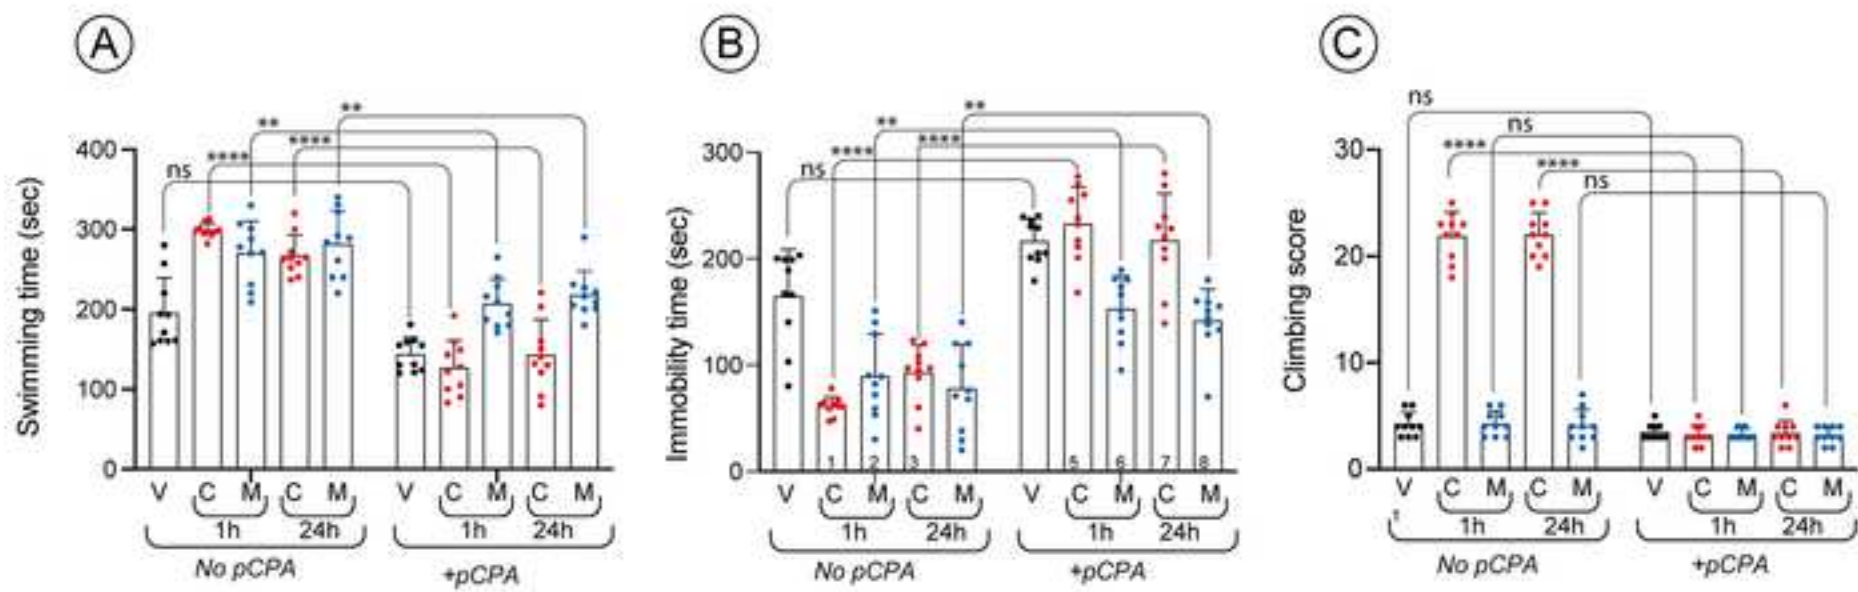 A
B
C
Swimming time (sec)
400
300
200
100
0
ns
****
**
****
**
V C M C M V C M C M
1h 24h 1h 24h
No pCPA +pCPA
Immobility time (sec)
300
200
100
0
ns
****
**
****
**
1 2 3 5 6 7 8
V C M C M V C M C M
1h 24h 1h 24h
No pCPA +pCPA
Climbing score
30
20
10
0
ns
****
ns
****
ns
V C M C M V C M C M
1h 24h 1h 24h
No pCPA +pCPA